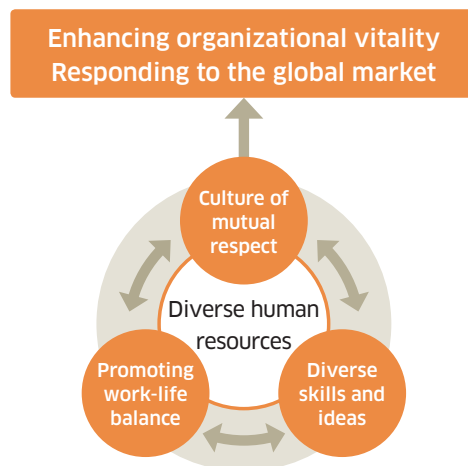 Enhancing organizational vitality
Responding to the global market
Culture of
mutual
respect
Diverse human
resources
Promoting
work-life
balance
Diverse
skills and
ideas